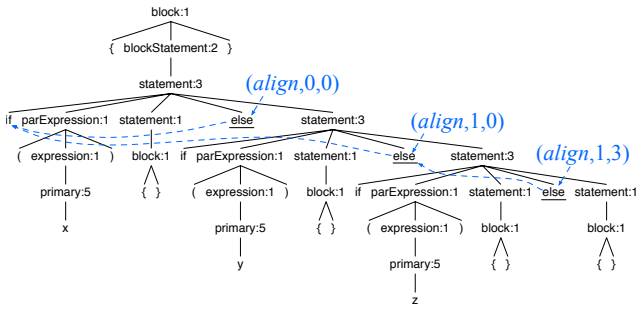 block:1
{ blockStatement:2 }
statement:3
(align,0,0)
if parExpression:1 statement:1 else statement:3
(align,1,0)
( expression:1 ) block:1 if parExpression:1 statement:1 else statement:3
(align,1,3)
primary:5 { } ( expression:1 ) block:1 if parExpression:1 statement:1 else statement:1
x primary:5 { } ( expression:1 ) block:1 block:1
y primary:5 { } { }
z